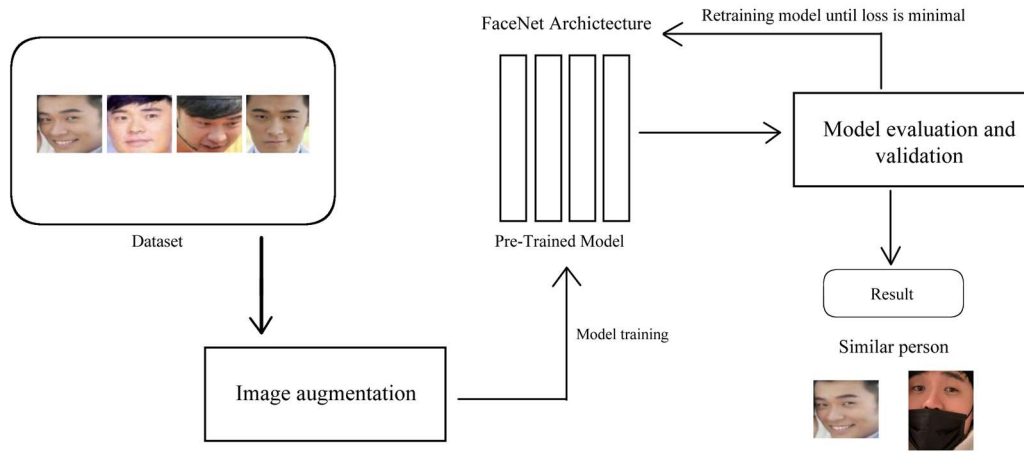 FaceNet Archictecture
Retraining model until loss is minimal
Model evaluation and
validation
Dataset
Pre-Trained Model
Result
Model training
Similar person
Image augmentation